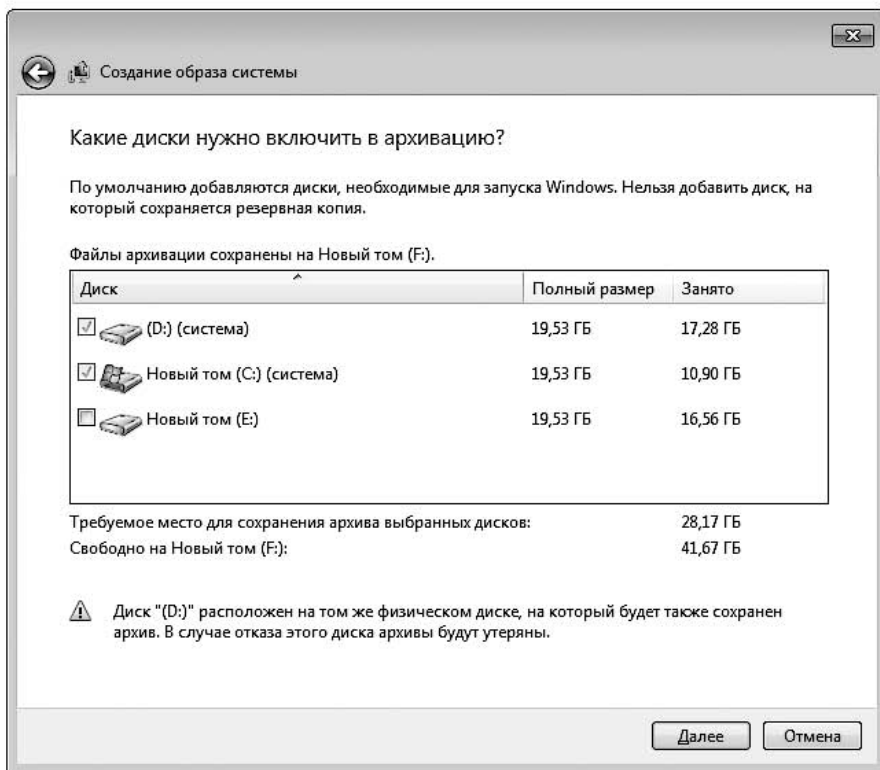 Создание образа системы
Какие диски нужно включить в архивацию?
По умолчанию добавляются диски, необходимые для запуска Windows. Нельзя добавить диск, на
который сохраняется резервная копия.
Файлы архивации сохранены на Новый том (F:).
Диск Полный размер Занято
(D:) (система) 19,53 ГБ 17,28 ГБ
Новый том (C:) (система) 19,53 ГБ 10,90 ГБ
Новый том (E:) 19,53 ГБ 16,56 ГБ
Требуемое место для сохранения архива выбранных дисков: 28,17 ГБ
Свободно на Новый том (F:): 41,67 ГБ
Диск "(D:)" расположен на том же физическом диске, на который будет также сохранен
архив. В случае отказа этого диска архивы будут утеряны.
Далее Отмена